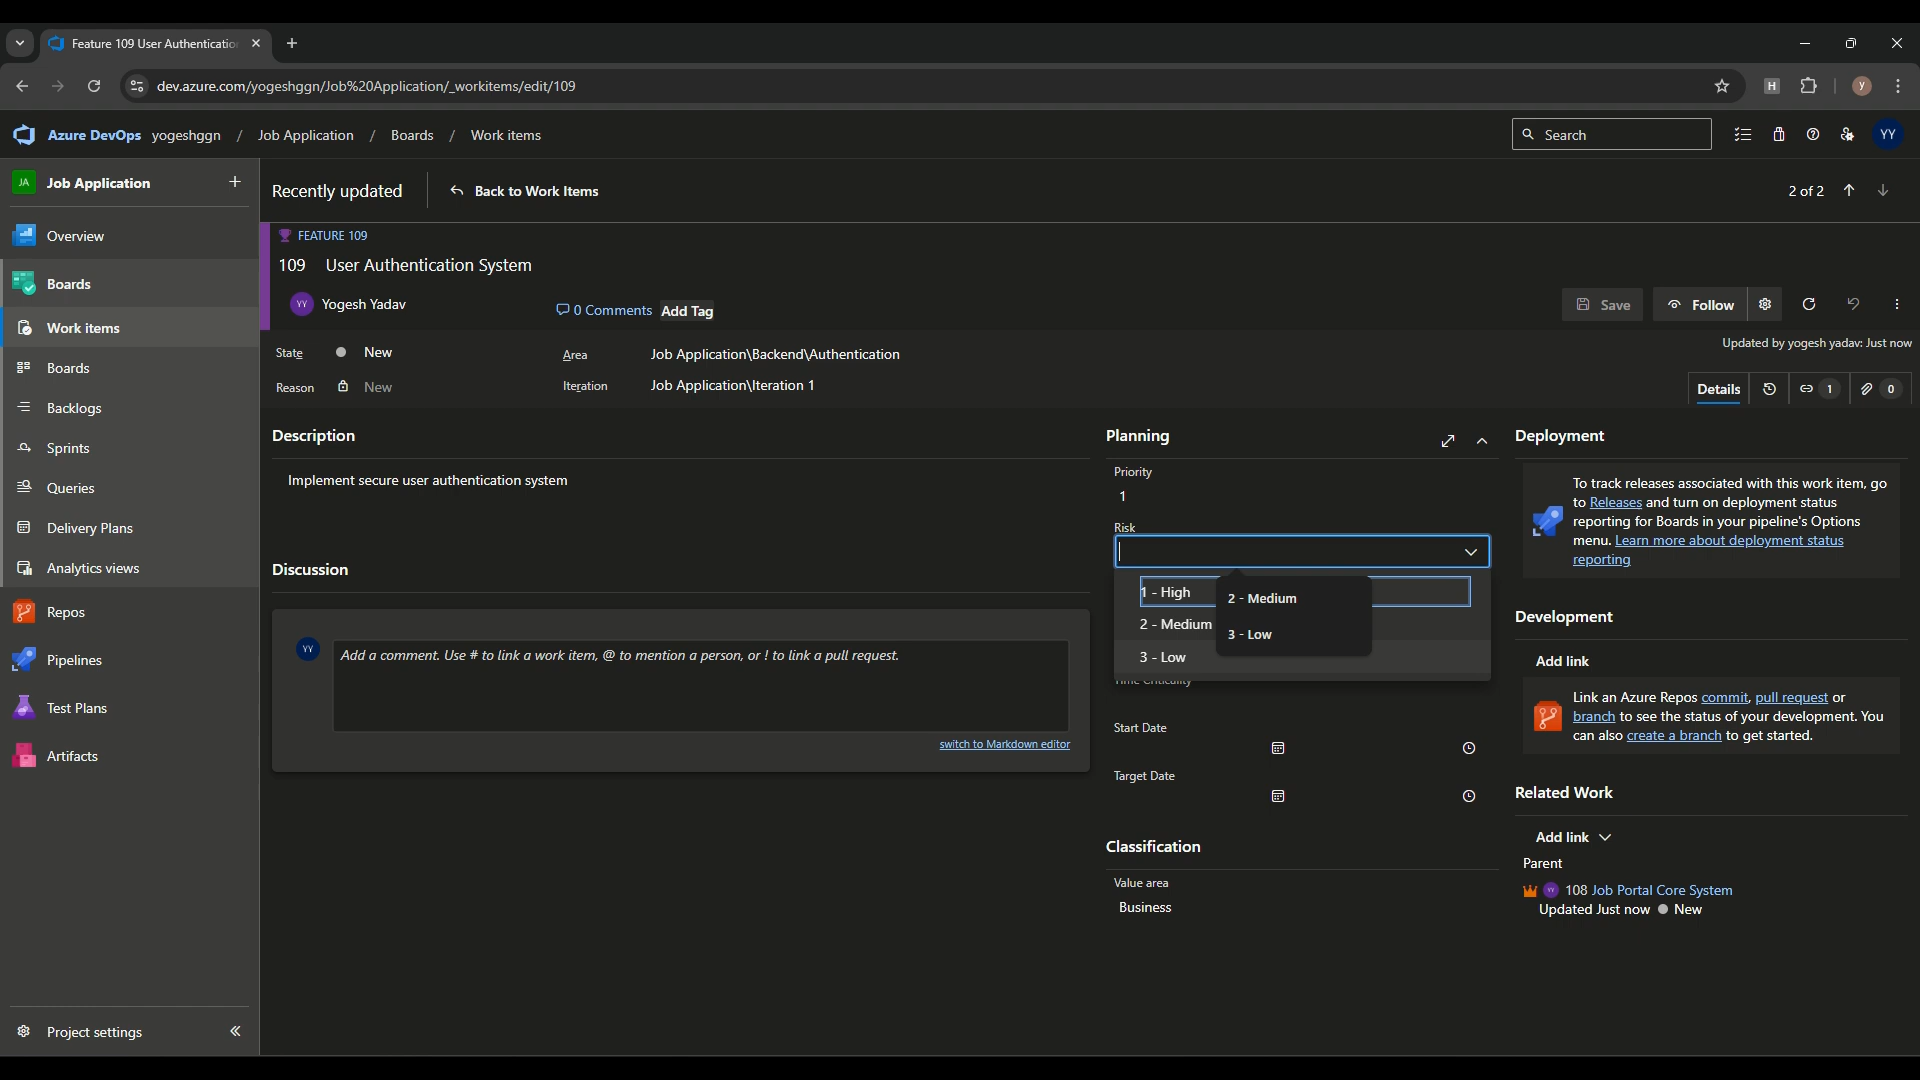 Feature 109 User Authenticatio
dev.azure.com/yogeshggn/Job%20Application/_workitems/edit/109
H
y
Azure DevOps yogeshggn / Job Application / Boards / Work items
Search
YY
JA Job Application
Overview
Boards
Work items
Boards
Backlogs
Sprints
Queries
Delivery Plans
Analytics views
Repos
Pipelines
Test Plans
Artifacts
Project settings
Recently updated
Back to Work Items
2 of 2
FEATURE 109
109 User Authentication System
YY Yogesh Yadav
0 Comments
Add Tag
Save
Follow
State New
Reason New
Area Job Application\Backend\Authentication
Iteration Job Application\Iteration 1
Updated by yogesh yadav: Just now
Details
1
0
Description
Implement secure user authentication system
Discussion
YY
Add a comment. Use # to link a work item, @ to mention a person, or ! to link a pull request.
switch to Markdown editor
Planning
Priority
1
Risk
1 - High
2 - Medium
3 - Low
2 - Medium
3 - Low
Time Criticality
Start Date
Target Date
Classification
Value area
Business
Deployment
To track releases associated with this work item, go
to Releases and turn on deployment status
reporting for Boards in your pipeline's Options
menu. Learn more about deployment status
reporting
Development
Add link
Link an Azure Repos commit, pull request or
branch to see the status of your development. You
can also create a branch to get started.
Related Work
Add link
Parent
108 Job Portal Core System
Updated Just now New